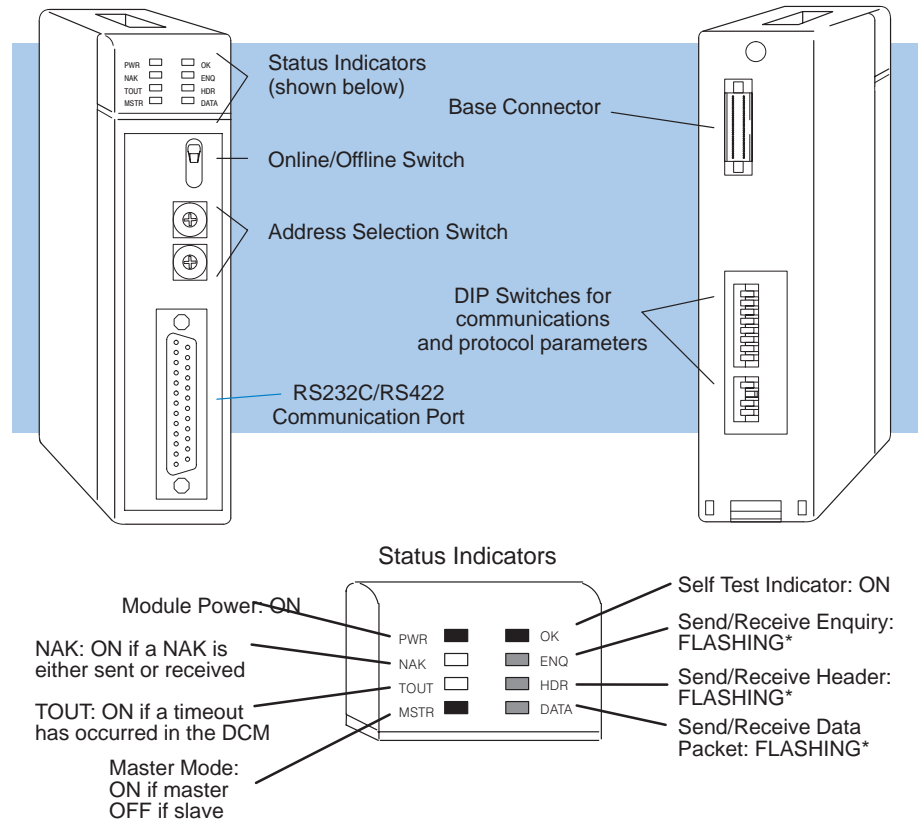 PWR
NAK
TOUT
MSTR
OK
ENQ
HDR
DATA
Status Indicators
(shown below)
Online/Offline Switch
Address Selection Switch
RS232C/RS422
Communication Port
Base Connector
DIP Switches for
communications
and protocol parameters
Status Indicators
Module Power: ON
NAK: ON if a NAK is
either sent or received
TOUT: ON if a timeout
has occurred in the DCM
Master Mode:
ON if master
OFF if slave
PWR
NAK
TOUT
MSTR
OK
ENQ
HDR
DATA
Self Test Indicator: ON
Send/Receive Enquiry:
FLASHING*
Send/Receive Header:
FLASHING*
Send/Receive Data
Packet: FLASHING*